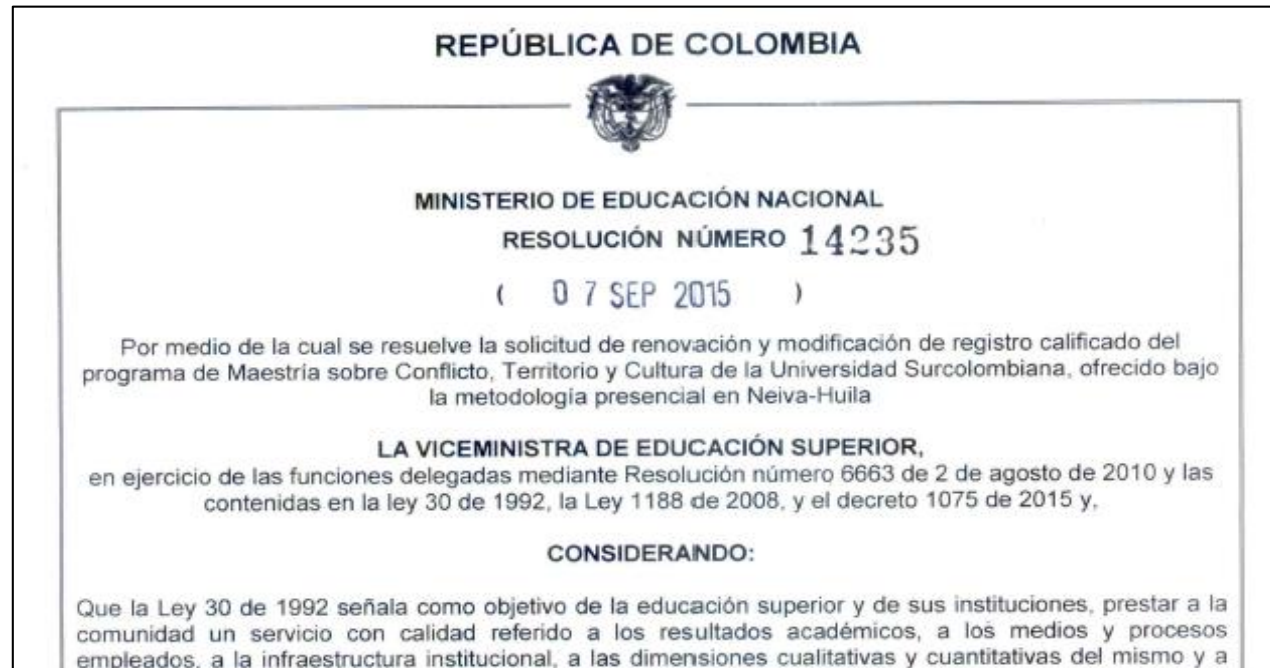 REPÚBLICA DE COLOMBIA
MINISTERIO DE EDUCACIÓN NACIONAL
RESOLUCIÓN NÚMERO 14235
( 07 SEP 2015 )
Por medio de la cual se resuelve la solicitud de renovación y modificación de registro calificado del
programa de Maestría sobre Conflicto, Territorio y Cultura de la Universidad Surcolombiana, ofrecido bajo
la metodología presencial en Neiva-Huila
LA VICEMINISTRA DE EDUCACIÓN SUPERIOR,
en ejercicio de las funciones delegadas mediante Resolución número 6663 de 2 de agosto de 2010 y las
contenidas en la ley 30 de 1992, la Ley 1188 de 2008, y el decreto 1075 de 2015 y,
CONSIDERANDO:
Que la Ley 30 de 1992 señala como objetivo de la educación superior y de sus instituciones, prestar a la
comunidad un servicio con calidad referido a los resultados académicos, a los medios y procesos
empleados, a la infraestructura institucional, a las dimensiones cualitativas y cuantitativas del mismo y a